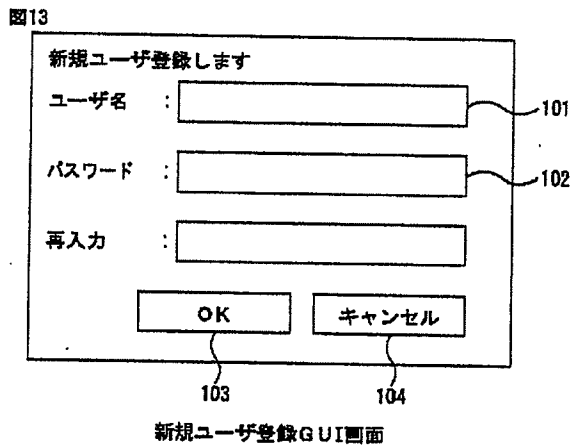 図13
新規ユーザ登録します
ユーザ名 :
101
パスワード :
102
再入力 :
OK キャンセル
103 104
新規ユーザ登録GUI画面